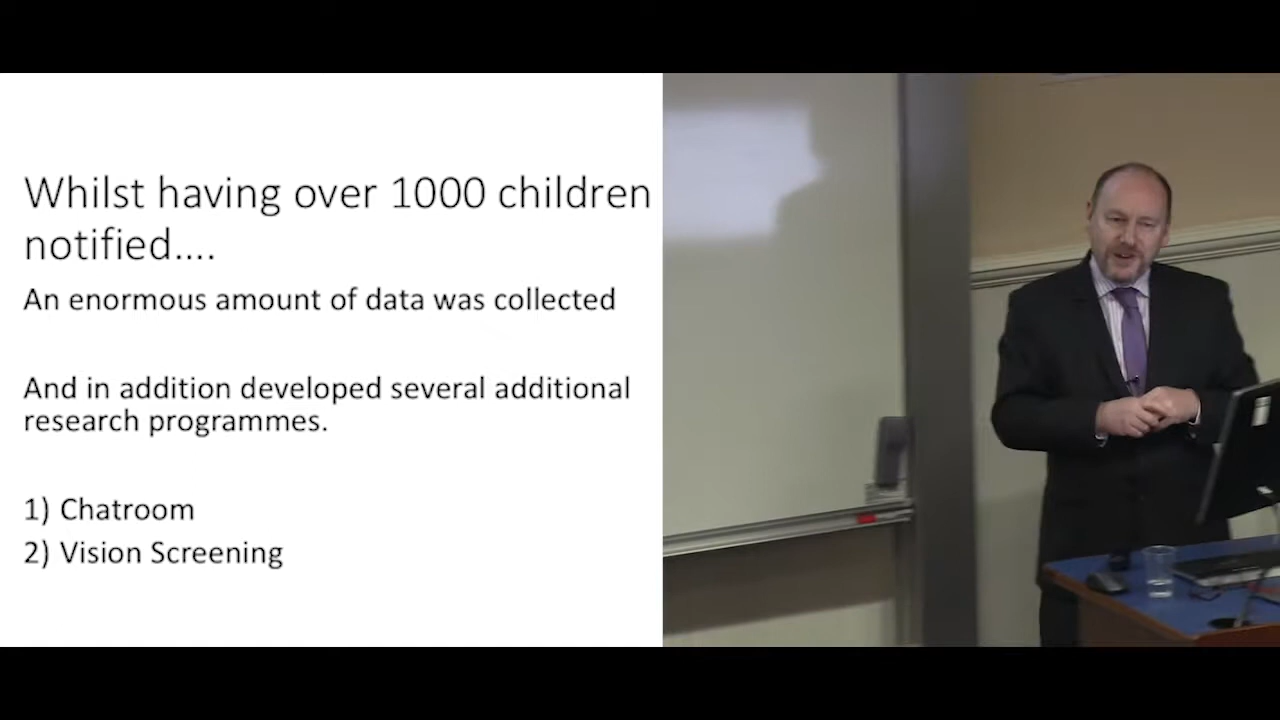 Whilst having over 1000 children
notified....
An enormous amount of data was collected
And in addition developed several additional
research programmes.
1) Chatroom
2) Vision Screening